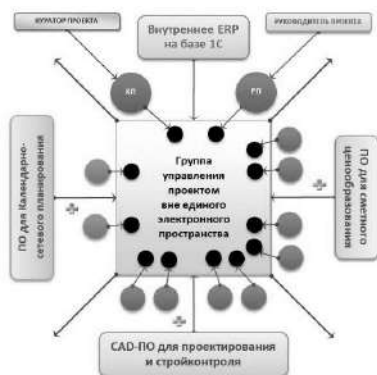 КУРАТОР ПРОЕКТА
Внутреннее ERP
на базе 1С
РУКОВОДИТЕЛЬ ПРОЕКТА
КП
РП
ПО для Календарно-
сетевого планирования
Группа
управления
проектом
вне единого
электронного
пространства
ПО для сметного
ценообразования
CAD-ПО для проектирования
и стройконтроля